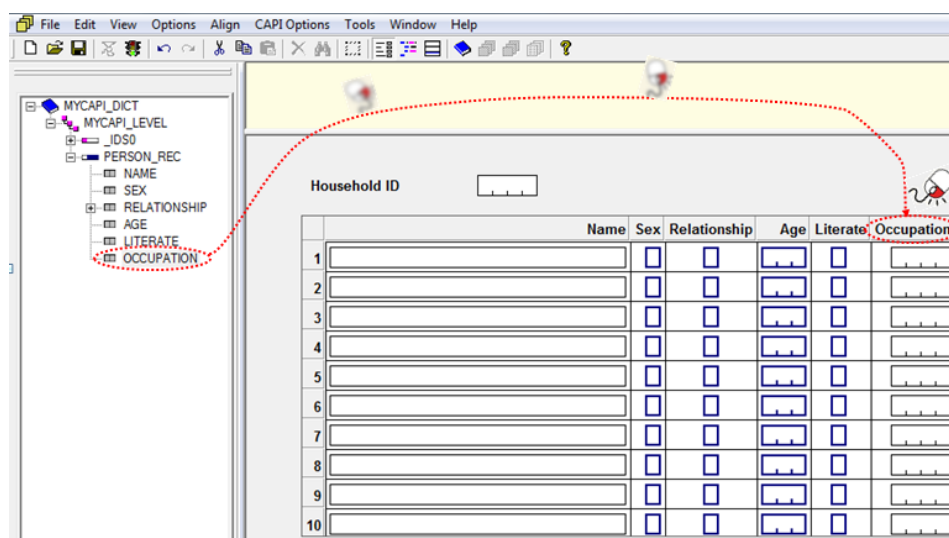 File Edit View Options Align CAPI Options Tools Window Help
MYCAPI_DICT
MYCAPI_LEVEL
_IDS0
PERSON_REC
NAME
SEX
RELATIONSHIP
AGE
LITERATE
OCCUPATION
Household ID
Name Sex Relationship Age Literate Occupation
1
2
3
4
5
6
7
8
9
10